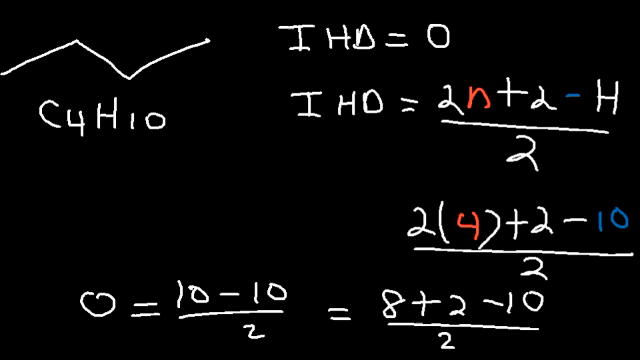 IHD = 0
C4H10
IHD = 2n+2-H
2
2(4)+2-10
2
0 = 10-10 = 8+2-10
2 2